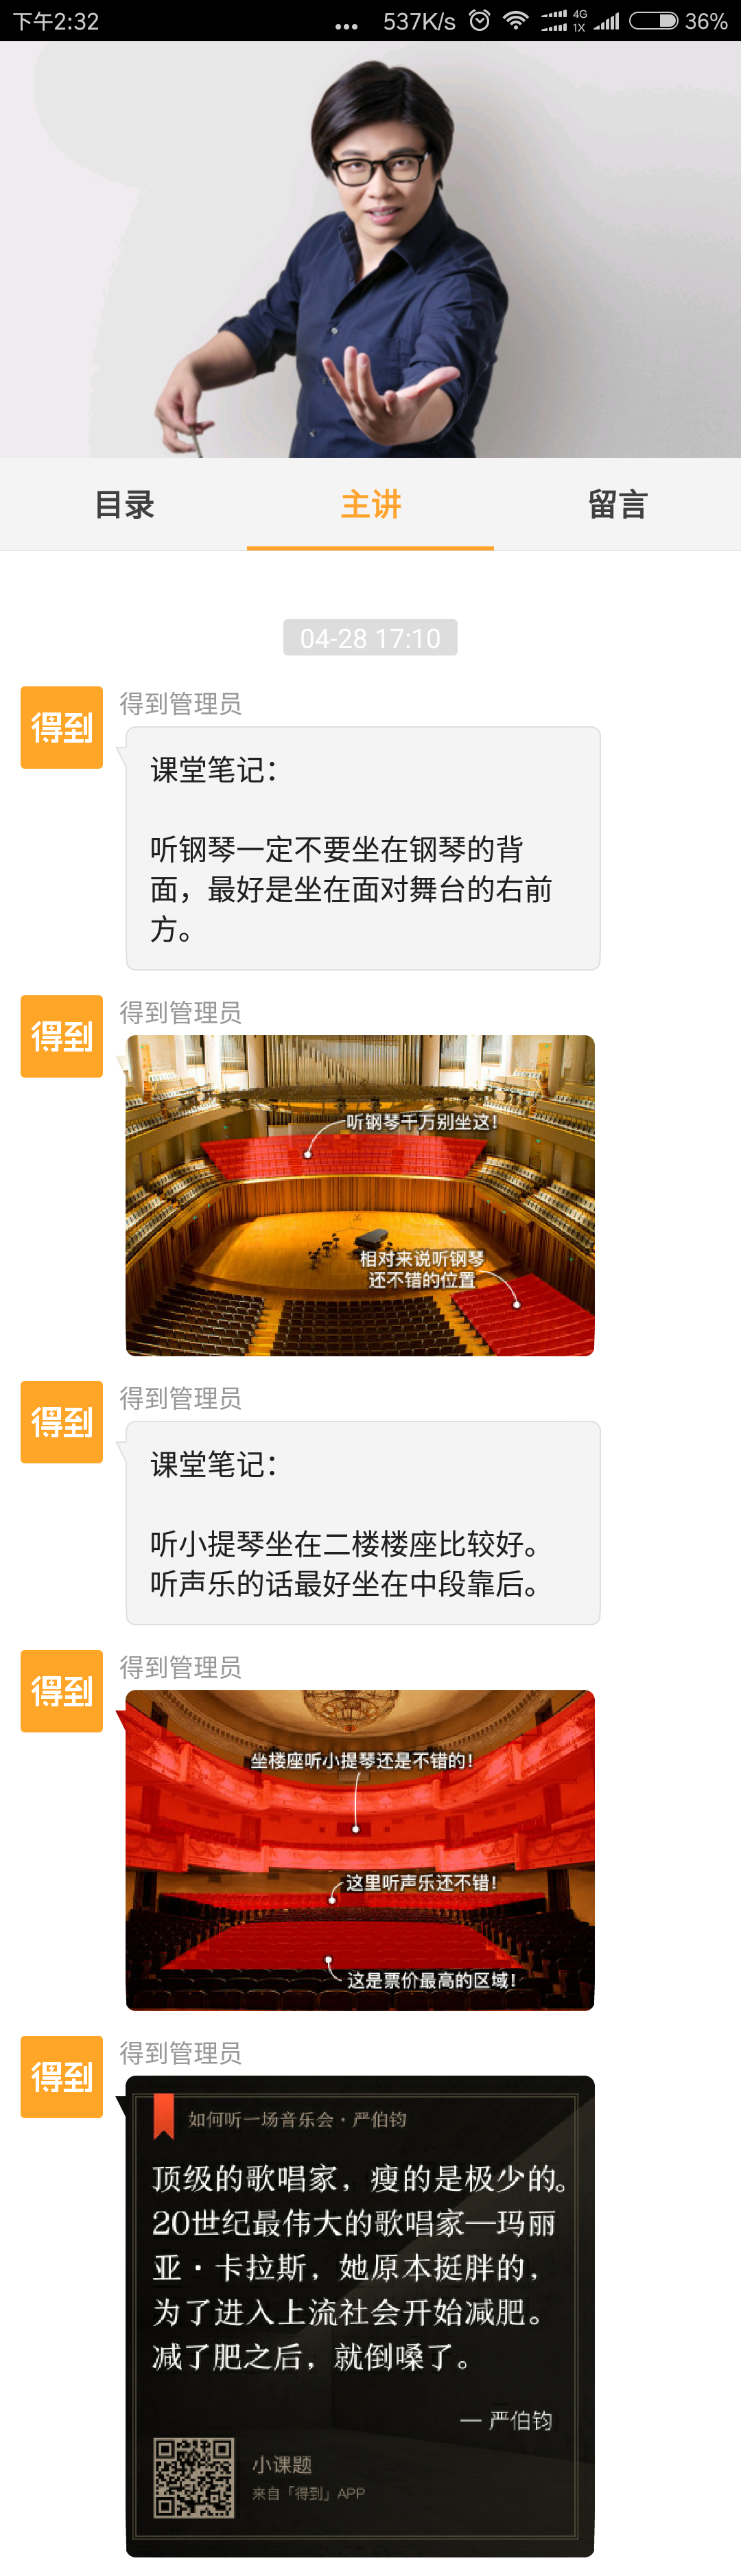 下午2:32
... 537K/s 4G 1X 36%
目录 主讲 留言
04-28 17:10
得到
得到管理员
课堂笔记：
听钢琴一定不要坐在钢琴的背
面，最好是坐在面对舞台的右前
方。
得到
得到管理员
听钢琴千万别坐这！
相对来说听钢琴
还不错的位置
得到
得到管理员
课堂笔记：
听小提琴坐在二楼楼座比较好。
听声乐的话最好坐在中段靠后。
得到
得到管理员
坐楼座听小提琴还是不错的！
这里听声乐还不错！
这是票价最高的区域！
得到
得到管理员
如何听一场音乐会·严伯钧
顶级的歌唱家，瘦的是极少的。
20世纪最伟大的歌唱家—玛丽
亚·卡拉斯，她原本挺胖的，
为了进入上流社会开始减肥。
减了肥之后，就倒嗓了。
— 严伯钧
小课题
来自「得到」APP